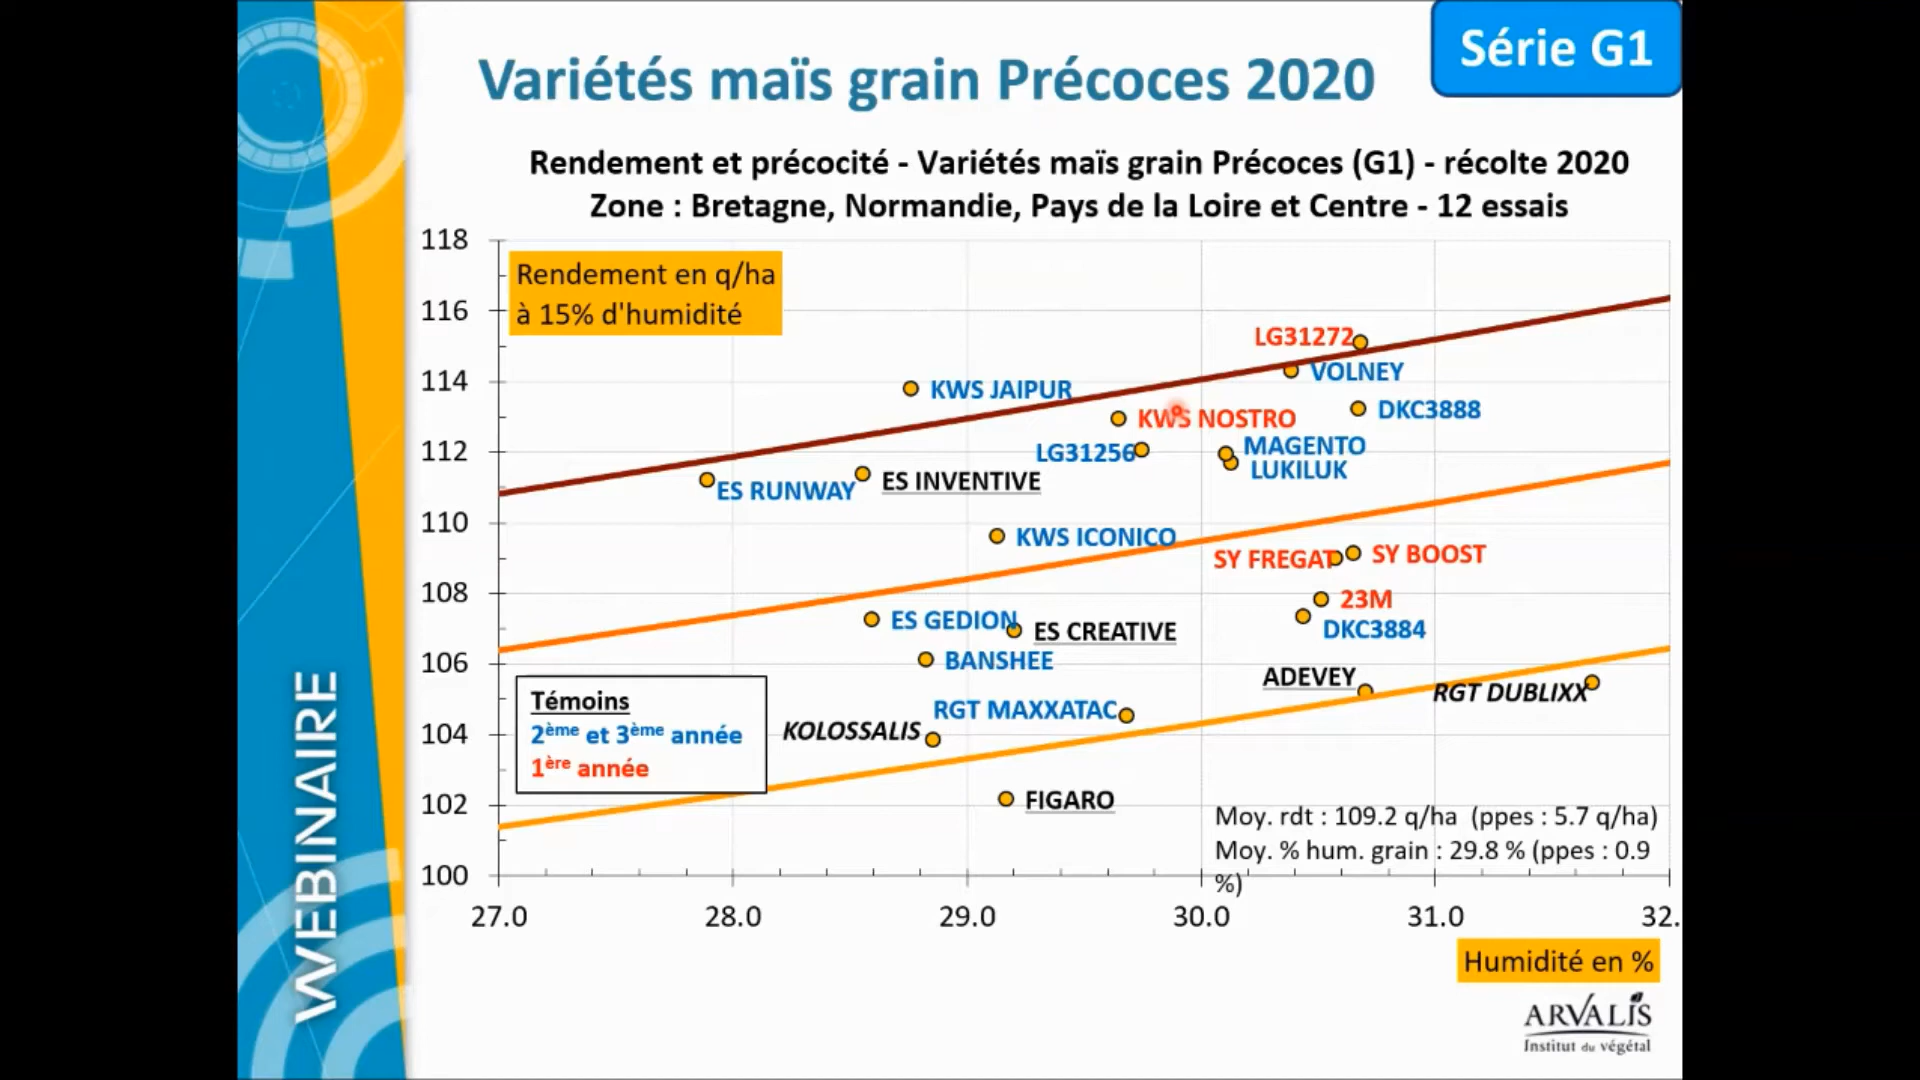 Série G1
Variétés maïs grain Précoces 2020
Rendement et précocité - Variétés maïs grain Précoces (G1) - récolte 2020
Zone : Bretagne, Normandie, Pays de la Loire et Centre - 12 essais
118
116
114
112
110
108
106
104
102
100
Rendement en q/ha
à 15% d'humidité
LG31272
VOLNEY
KWS JAIPUR
DKC3888
KWS NOSTRO
MAGENTO
LG31256
LUKILUK
ES RUNWAY
ES INVENTIVE
KWS ICONICO
SY FREGAT
SY BOOST
23M
ES GEDION
ES CREATIVE
DKC3884
BANSHEE
ADEVEY
RGT DUBLIXX
RGT MAXXATAC
KOLOSSALIS
FIGARO
Témoins
2ème et 3ème année
1ère année
Moy. rdt : 109.2 q/ha (ppes : 5.7 q/ha)
Moy. % hum. grain : 29.8 % (ppes : 0.9
%)
27.0
28.0
29.0
30.0
31.0
32.
Humidité en %
WEBINAIRE
ARVALIS
Institut du végétal